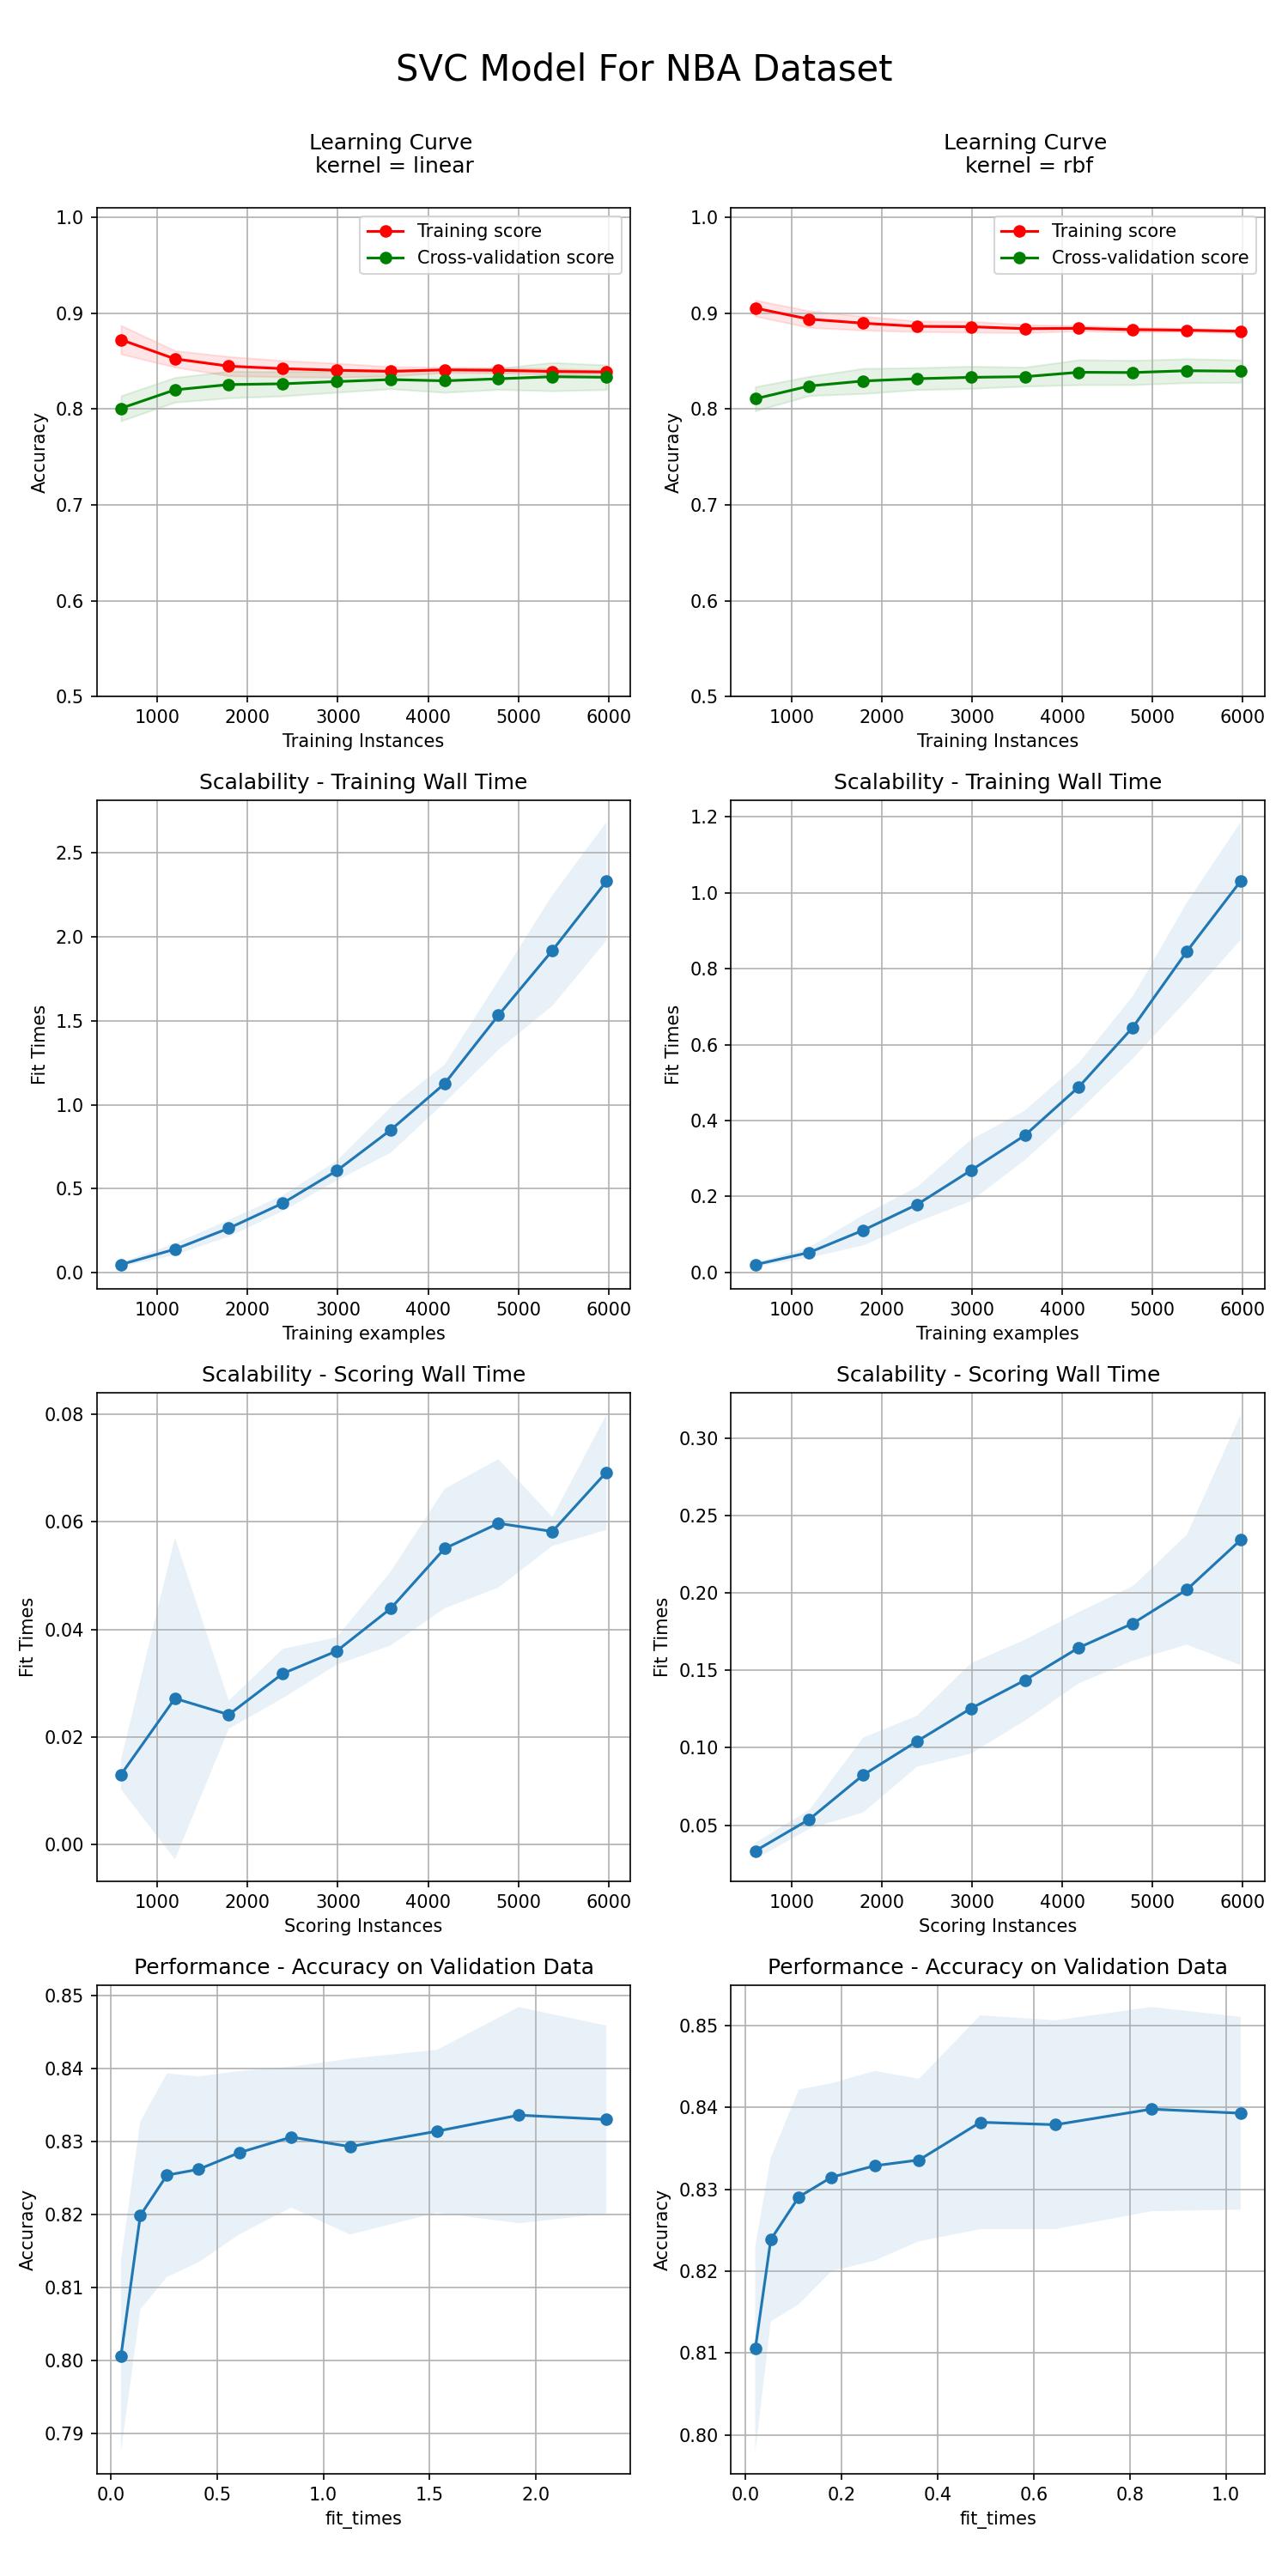 SVC Model For NBA Dataset
Learning Curve
kernel = linear
1.0
0.9
0.8
0.7
0.6
0.5
Accuracy
Training score
Cross-validation score
1000 2000 3000 4000 5000 6000
Training Instances
Learning Curve
kernel = rbf
1.0
0.9
0.8
0.7
0.6
0.5
Accuracy
Training score
Cross-validation score
1000 2000 3000 4000 5000 6000
Training Instances
Scalability - Training Wall Time
2.5
2.0
1.5
1.0
0.5
0.0
Fit Times
1000 2000 3000 4000 5000 6000
Training examples
Scalability - Training Wall Time
1.2
1.0
0.8
0.6
0.4
0.2
0.0
Fit Times
1000 2000 3000 4000 5000 6000
Training examples
Scalability - Scoring Wall Time
0.08
0.06
0.04
0.02
0.00
Fit Times
1000 2000 3000 4000 5000 6000
Scoring Instances
Scalability - Scoring Wall Time
0.30
0.25
0.20
0.15
0.10
0.05
Fit Times
1000 2000 3000 4000 5000 6000
Scoring Instances
Performance - Accuracy on Validation Data
0.85
0.84
0.83
0.82
0.81
0.80
0.79
Accuracy
0.0 0.5 1.0 1.5 2.0
fit_times
Performance - Accuracy on Validation Data
0.85
0.84
0.83
0.82
0.81
0.80
Accuracy
0.0 0.2 0.4 0.6 0.8 1.0
fit_times